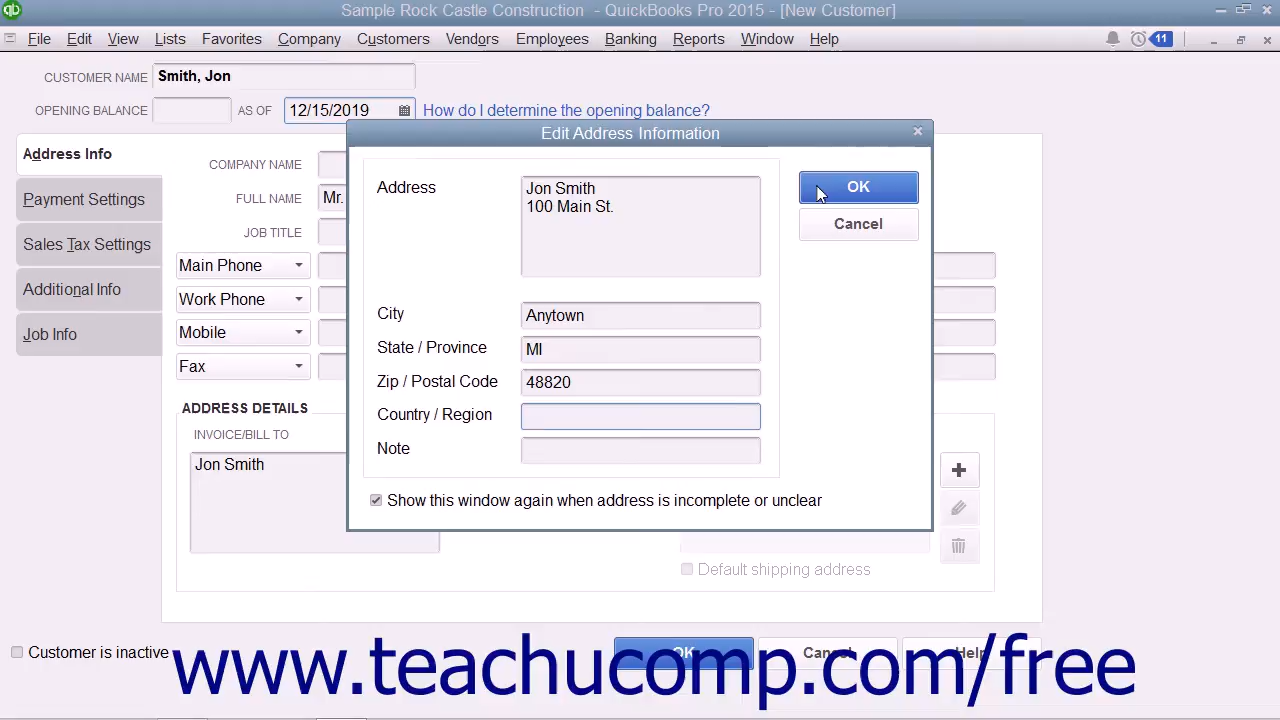 qb
Sample Rock Castle Construction - QuickBooks Pro 2015 - [New Customer]
File Edit View Lists Favorites Company Customers Vendors Employees Banking Reports Window Help 11
CUSTOMER NAME Smith, Jon
OPENING BALANCE AS OF 12/15/2019 How do I determine the opening balance?
Edit Address Information
Address Info
Payment Settings
Sales Tax Settings
Additional Info
Job Info
COMPANY NAME
FULL NAME Mr.
JOB TITLE
Main Phone
Work Phone
Mobile
Fax
Address Jon Smith
100 Main St.
City Anytown
State / Province MI
Zip / Postal Code 48820
Country / Region
Note
Show this window again when address is incomplete or unclear
OK
Cancel
ADDRESS DETAILS
INVOICE/BILL TO
Jon Smith
Default shipping address
Customer is inactive
OK Cancel Help
www.teachucomp.com/free